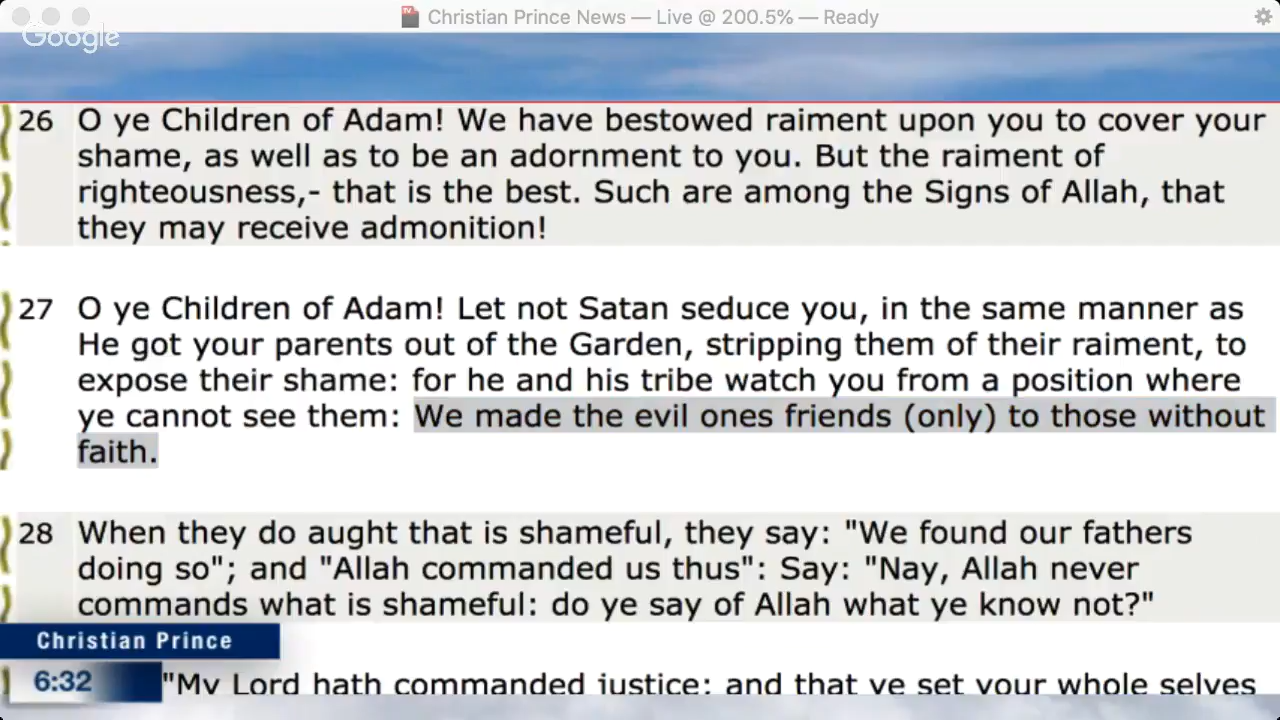 Christian Prince News — Live @ 200.5% — Ready
Google
26 O ye Children of Adam! We have bestowed raiment upon you to cover your
shame, as well as to be an adornment to you. But the raiment of
righteousness,- that is the best. Such are among the Signs of Allah, that
they may receive admonition!
27 O ye Children of Adam! Let not Satan seduce you, in the same manner as
He got your parents out of the Garden, stripping them of their raiment, to
expose their shame: for he and his tribe watch you from a position where
ye cannot see them: We made the evil ones friends (only) to those without
faith.
28 When they do aught that is shameful, they say: "We found our fathers
doing so"; and "Allah commanded us thus": Say: "Nay, Allah never
commands what is shameful: do ye say of Allah what ye know not?"
Christian Prince
6:32
"My Lord hath commanded justice; and that ye set your whole selves